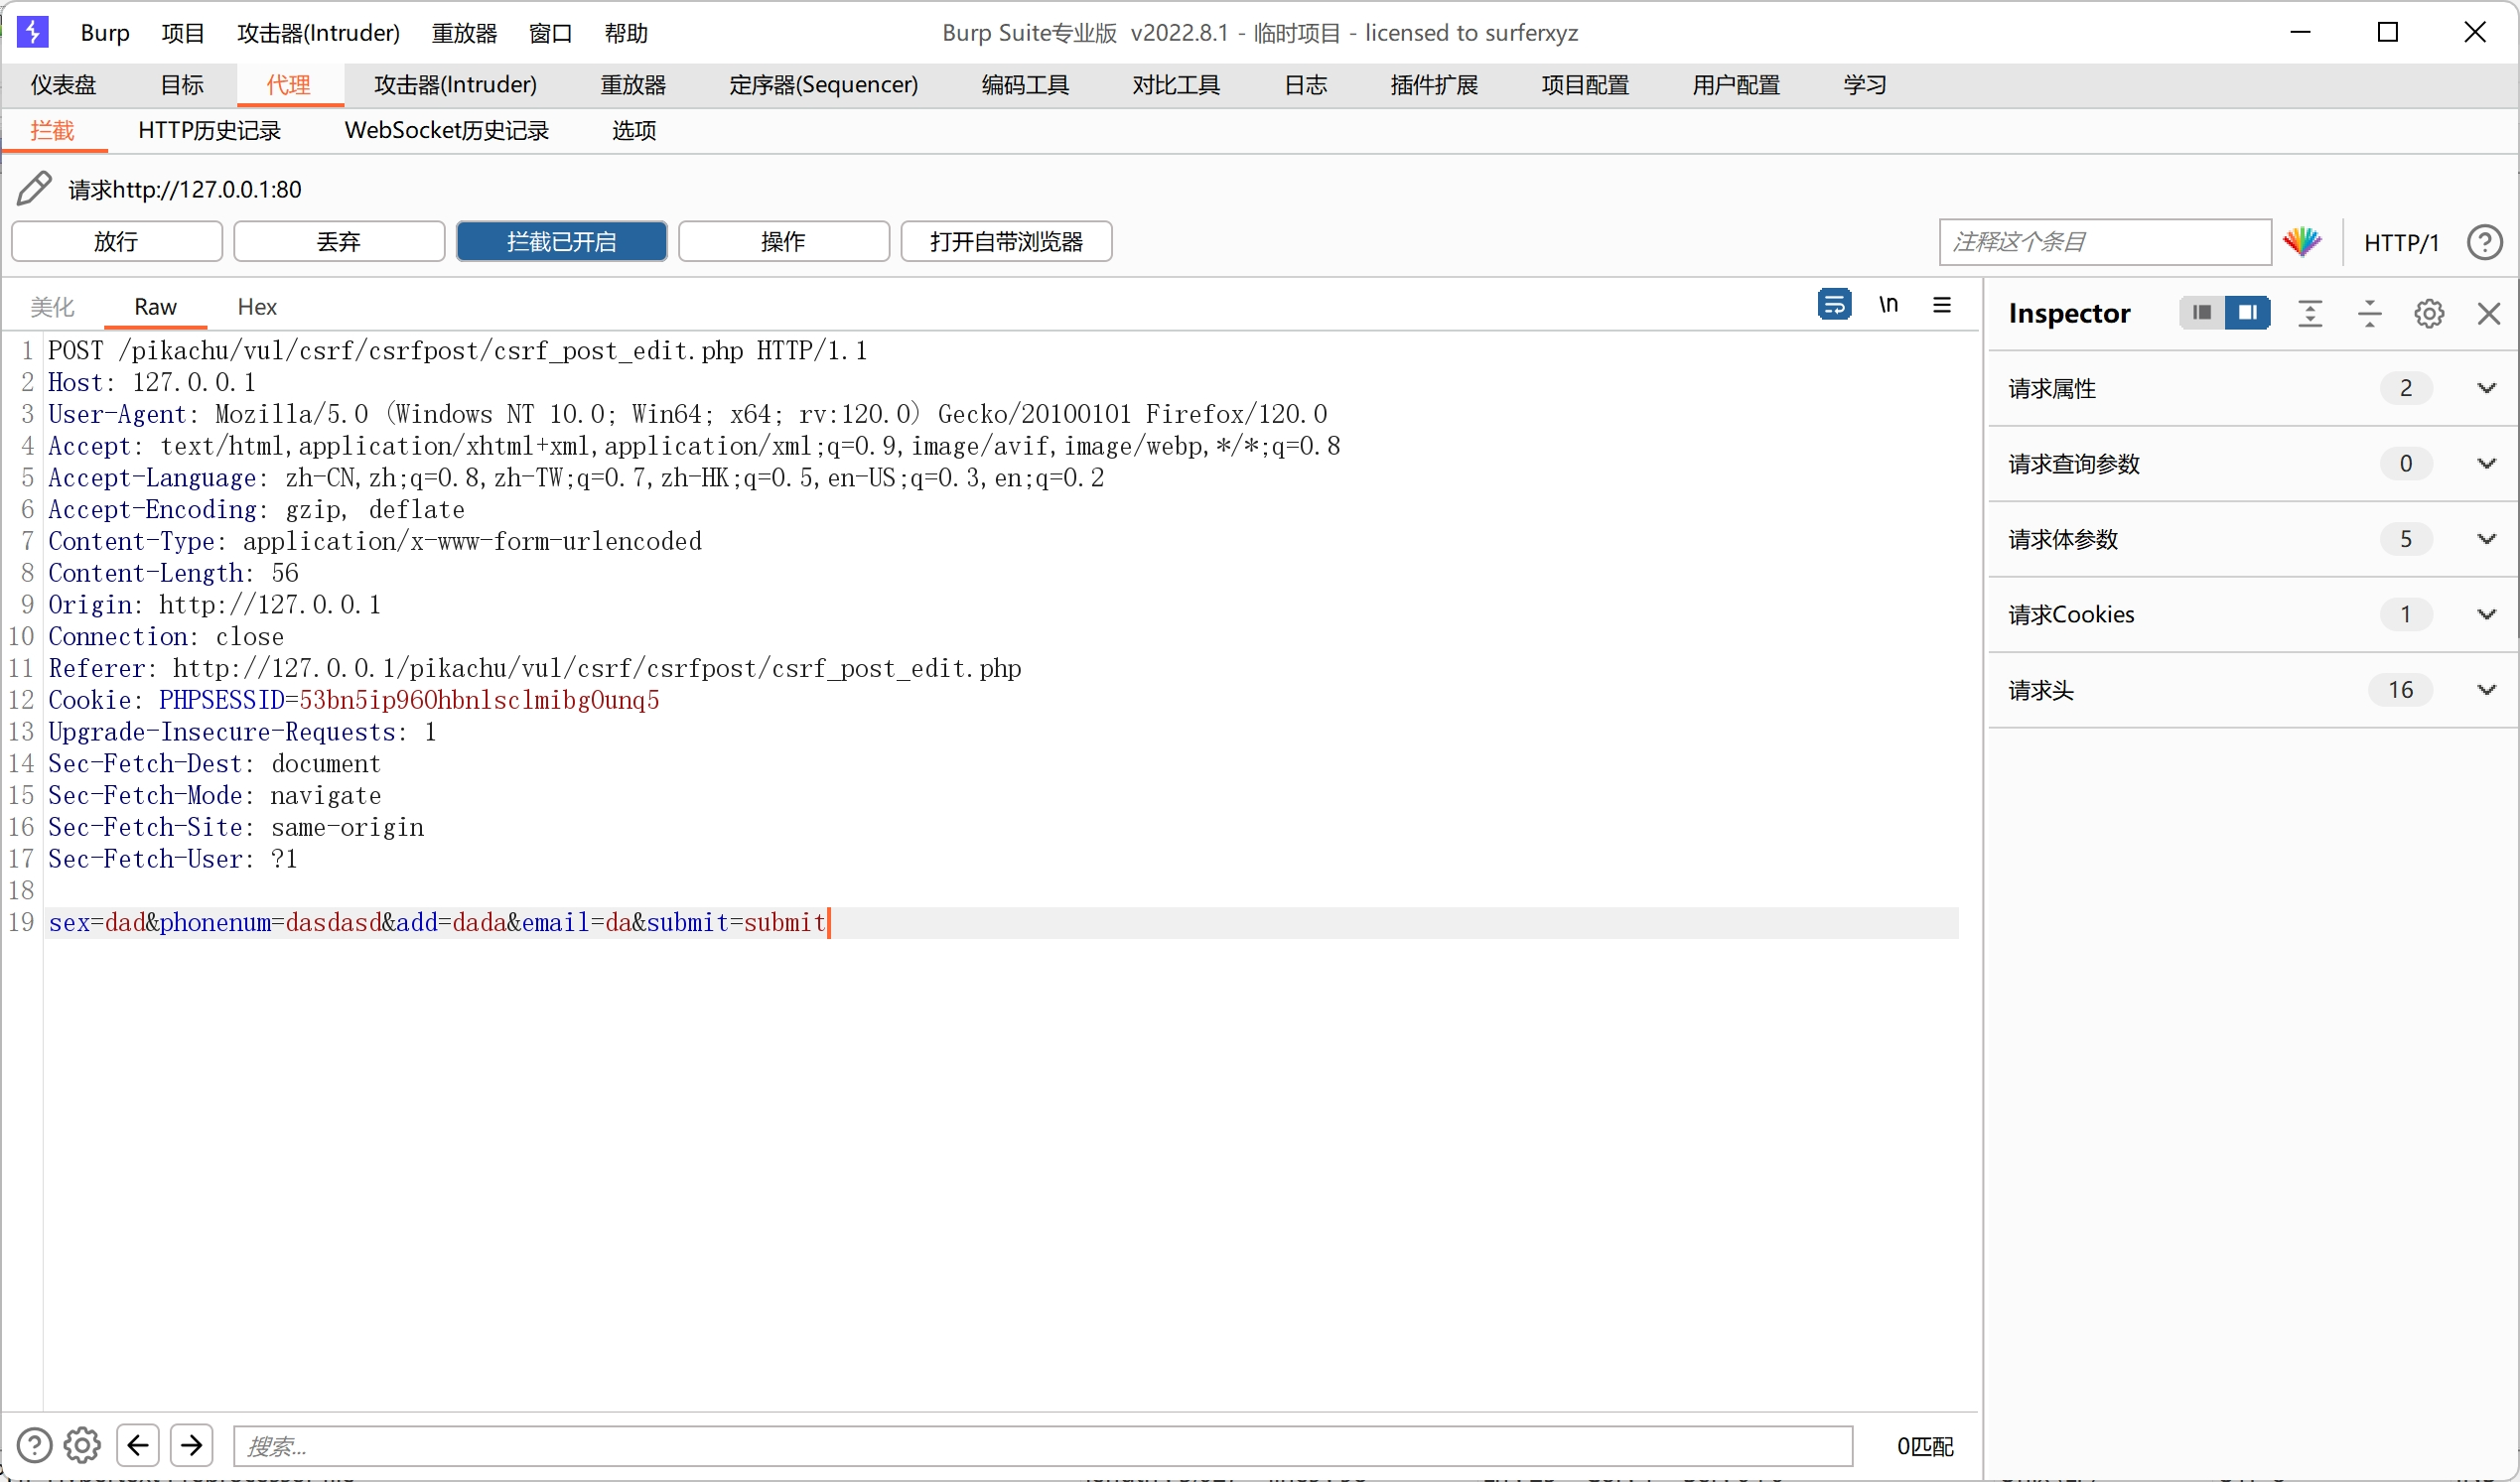 Burp 项目 攻击器(Intruder) 重放器 窗口 帮助 Burp Suite专业版 v2022.8.1 - 临时项目 - licensed to surferxyz
仪表盘 目标 代理 攻击器(Intruder) 重放器 定序器(Sequencer) 编码工具 对比工具 日志 插件扩展 项目配置 用户配置 学习
拦截 HTTP历史记录 WebSocket历史记录 选项
请求http://127.0.0.1:80
放行 丢弃 拦截已开启 操作 打开自带浏览器 注释这个条目 HTTP/1
美化 Raw Hex \n
1 POST /pikachu/vul/csrf/csrfpost/csrf_post_edit.php HTTP/1.1
2 Host: 127.0.0.1
3 User-Agent: Mozilla/5.0 (Windows NT 10.0; Win64; x64; rv:120.0) Gecko/20100101 Firefox/120.0
4 Accept: text/html,application/xhtml+xml,application/xml;q=0.9,image/avif,image/webp,*/*;q=0.8
5 Accept-Language: zh-CN,zh;q=0.8,zh-TW;q=0.7,zh-HK;q=0.5,en-US;q=0.3,en;q=0.2
6 Accept-Encoding: gzip, deflate
7 Content-Type: application/x-www-form-urlencoded
8 Content-Length: 56
9 Origin: http://127.0.0.1
10 Connection: close
11 Referer: http://127.0.0.1/pikachu/vul/csrf/csrfpost/csrf_post_edit.php
12 Cookie: PHPSESSID=53bn5ip960hbnlsclmibg0unq5
13 Upgrade-Insecure-Requests: 1
14 Sec-Fetch-Dest: document
15 Sec-Fetch-Mode: navigate
16 Sec-Fetch-Site: same-origin
17 Sec-Fetch-User: ?1
18
19 sex=dad&phonenum=dasdasd&add=dada&email=da&submit=submit
Inspector
请求属性 2
请求查询参数 0
请求体参数 5
请求Cookies 1
请求头 16
搜索... 0匹配